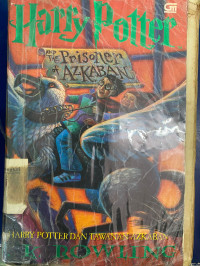 Harry Potter
AND THE Prisoner
OF AZKABAN
HARRY POTTER DAN TAWANAN AZKABAN
J.K. ROWLING